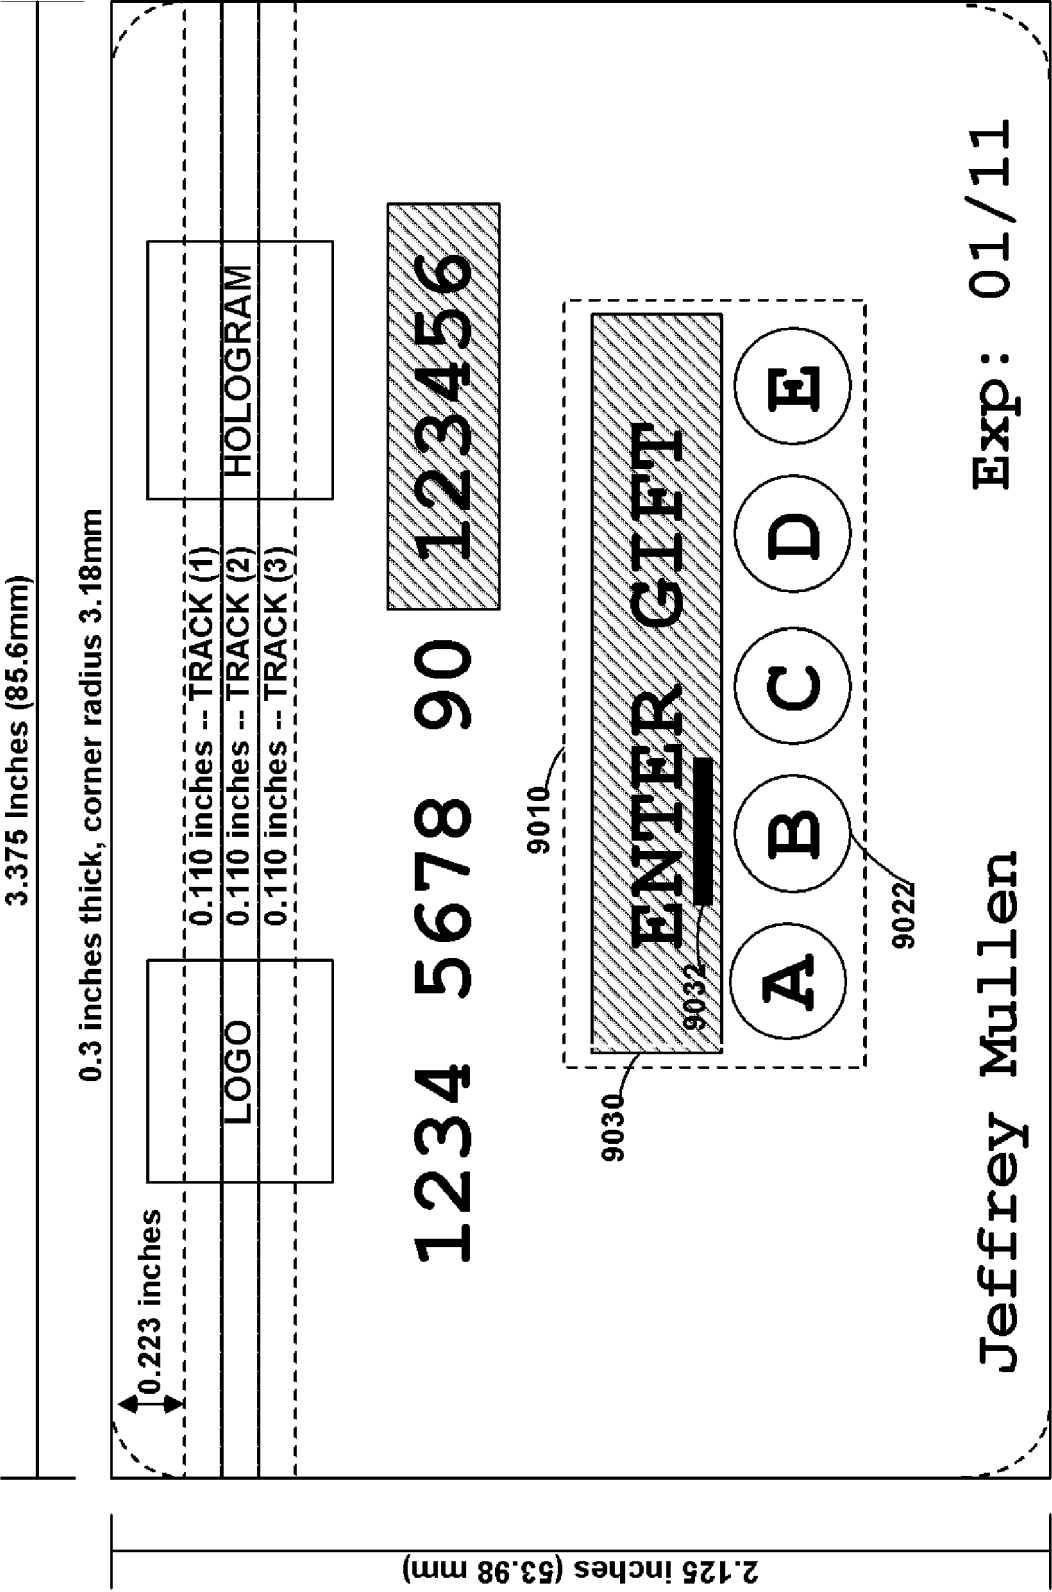 3.375 Inches (85.6mm)
0.3 inches thick, corner radius 3.18mm
0.223 inches
0.110 inches -- TRACK (1)
LOGO 0.110 inches -- TRACK (2) HOLOGRAM
0.110 inches -- TRACK (3)
1234 5678 90 123456
9010
9030
ENTER GIFT
9032
A B C D E
9022
Jeffrey Mullen Exp: 01/11
2.125 inches (53.98 mm)